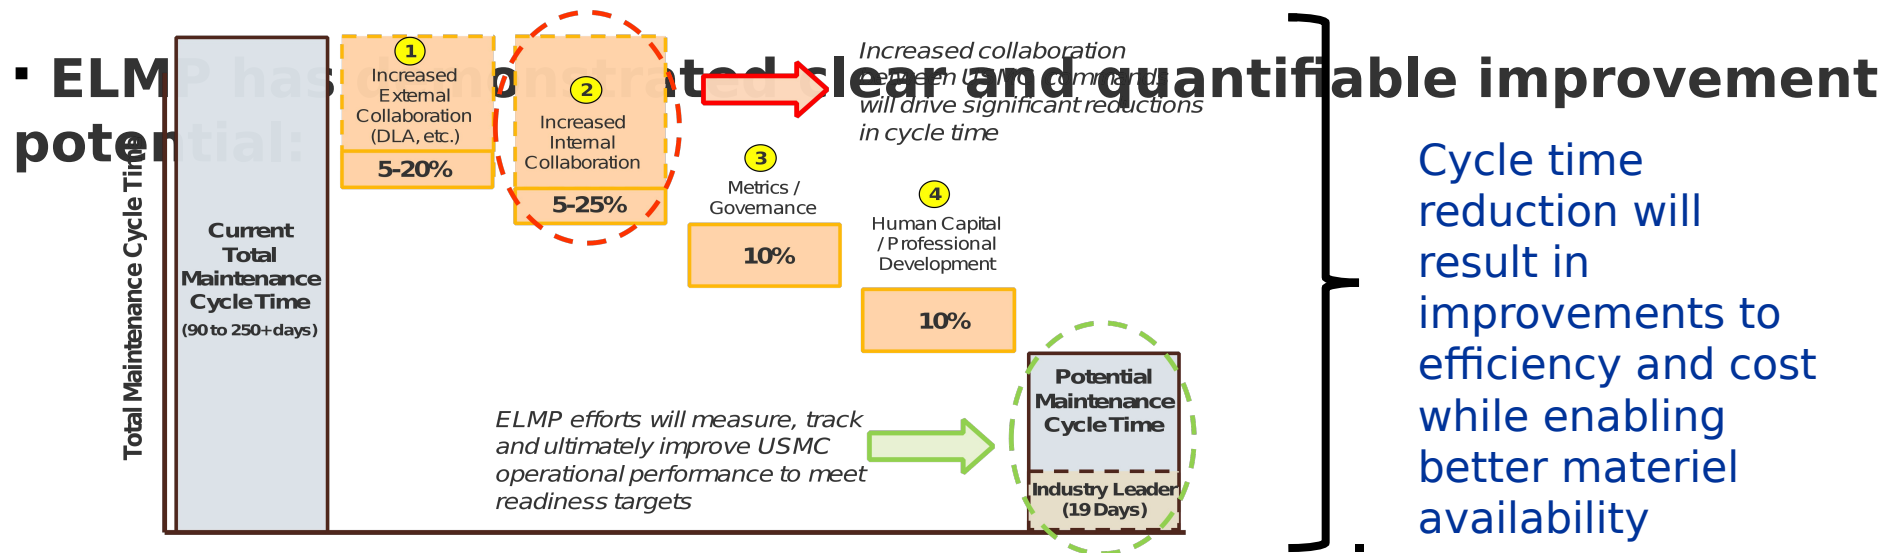 ▪ ELMP has demonstrated clear and quantifiable improvement
potential:
Total Maintenance Cycle Time
Current
Total
Maintenance
Cycle Time
(90 to 250+ days)
1
Increased
External
Collaboration
(DLA, etc.)
5-20%
2
Increased
Internal
Collaboration
5-25%
Increased collaboration
between USMC commands
will drive significant reductions
in cycle time
3
Metrics /
Governance
10%
4
Human Capital
/ Professional
Development
10%
ELMP efforts will measure, track
and ultimately improve USMC
operational performance to meet
readiness targets
Potential
Maintenance
Cycle Time
Industry Leader
(19 Days)
Cycle time
reduction will
result in
improvements to
efficiency and cost
while enabling
better materiel
availability